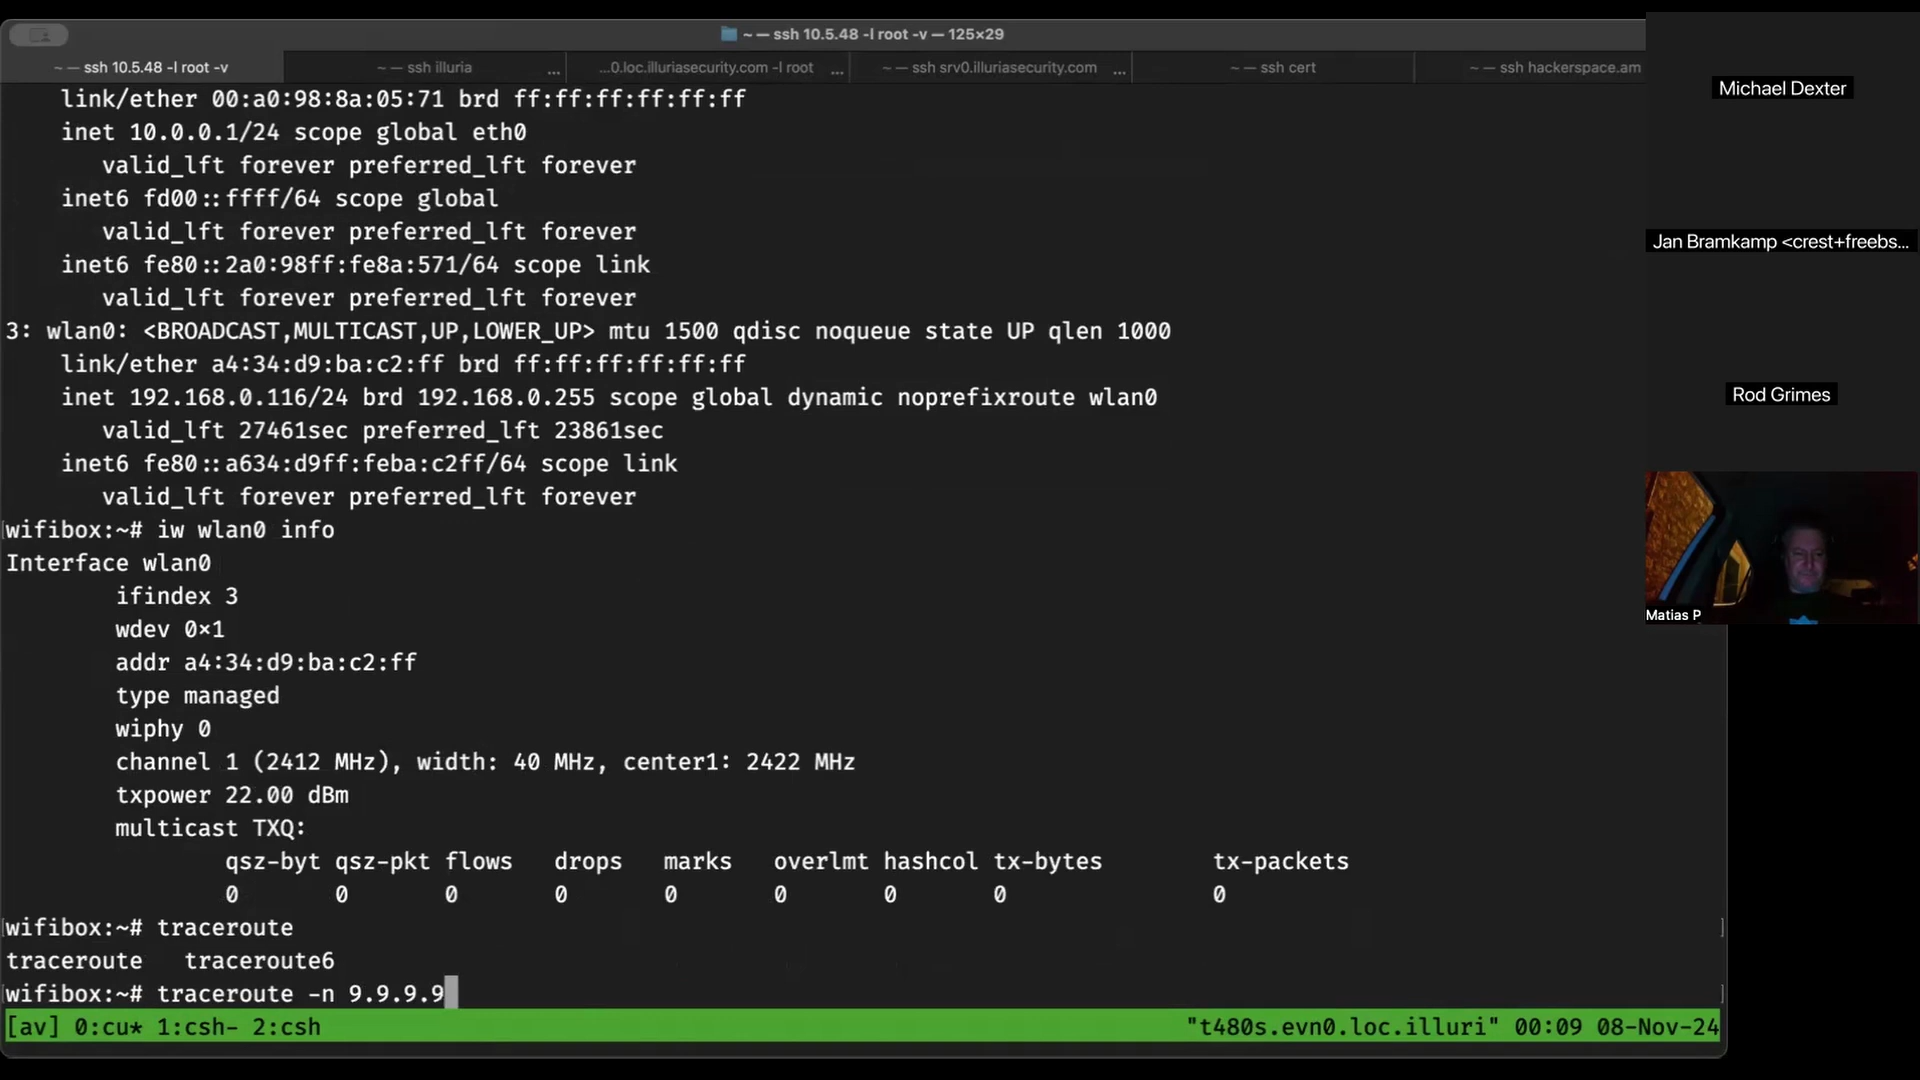 ~ — ssh 10.5.48 -l root -v — 125×29
~ — ssh 10.5.48 -l root -v
~ — ssh illuria ...
...0.loc.illuriasecurity.com -l root ...
~ — ssh srv0.illuriasecurity.com ...
~ — ssh cert
~ — ssh hackerspace.am
link/ether 00:a0:98:8a:05:71 brd ff:ff:ff:ff:ff:ff
inet 10.0.0.1/24 scope global eth0
valid_lft forever preferred_lft forever
inet6 fd00::ffff/64 scope global
valid_lft forever preferred_lft forever
inet6 fe80::2a0:98ff:fe8a:571/64 scope link
valid_lft forever preferred_lft forever
3: wlan0: <BROADCAST,MULTICAST,UP,LOWER_UP> mtu 1500 qdisc noqueue state UP qlen 1000
link/ether a4:34:d9:ba:c2:ff brd ff:ff:ff:ff:ff:ff
inet 192.168.0.116/24 brd 192.168.0.255 scope global dynamic noprefixroute wlan0
valid_lft 27461sec preferred_lft 23861sec
inet6 fe80::a634:d9ff:feba:c2ff/64 scope link
valid_lft forever preferred_lft forever
[wifibox:~# iw wlan0 info
Interface wlan0
ifindex 3
wdev 0×1
addr a4:34:d9:ba:c2:ff
type managed
wiphy 0
channel 1 (2412 MHz), width: 40 MHz, center1: 2422 MHz
txpower 22.00 dBm
multicast TXQ:
qsz-byt qsz-pkt flows drops marks overlmt hashcol tx-bytes tx-packets
0 0 0 0 0 0 0 0 0
[wifibox:~# traceroute ]
traceroute traceroute6
[wifibox:~# traceroute -n 9.9.9.9 ]
[av] 0:cu* 1:csh- 2:csh "t480s.evn0.loc.illuri" 00:09 08-Nov-24
Michael Dexter
Jan Bramkamp <crest+freebs...
Rod Grimes
Matias P